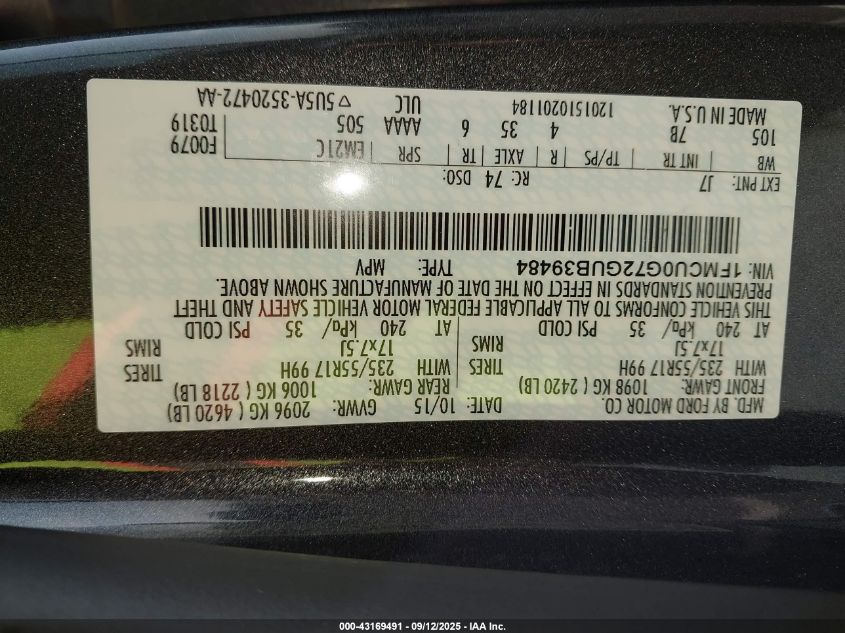 MFD. BY FORD MOTOR CO.
DATE: 10/15 GVWR: 2096 KG ( 4620 LB)
FRONT GAWR: 1098 KG ( 2420 LB) REAR GAWR: 1006 KG ( 2218 LB)
WITH 235/55R17 99H TIRES WITH 235/55R17 99H TIRES
17x7.5J RIMS 17x7.5J RIMS
AT 240 kPa/ 35 PSI COLD AT 240 kPa/ 35 PSI COLD
THIS VEHICLE CONFORMS TO ALL APPLICABLE FEDERAL MOTOR VEHICLE SAFETY AND THEFT
PREVENTION STANDARDS IN EFFECT ON THE DATE OF MANUFACTURE SHOWN ABOVE.
VIN: 1FMCU0G72GUB39484 TYPE: MPV
EXT PNT: J7 RC: 74 DSO:
WB INT TR TP/PS R AXLE TR SPR EM21C F0079
105 7B 4 35 6 AAAA 505 T0319
MADE IN U.S.A. 1201510201184 ULC ▽ 5U5A-3520472-AA
000-43169491 - 09/12/2025 - IAA Inc.